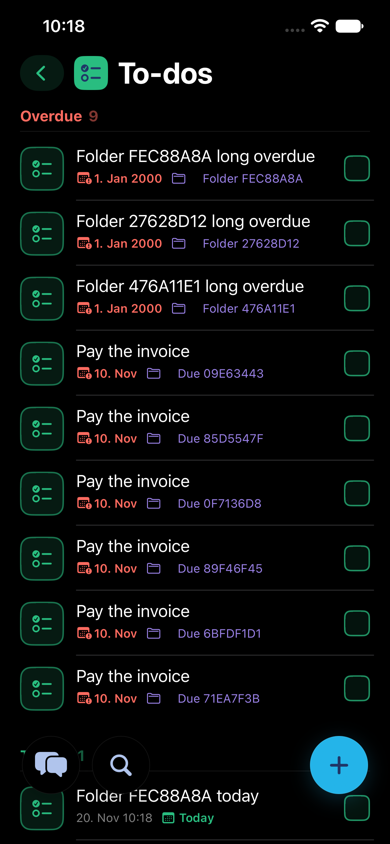 10:18
To-dos
Overdue 9
Folder FEC88A8A long overdue
1. Jan 2000 Folder FEC88A8A
Folder 27628D12 long overdue
1. Jan 2000 Folder 27628D12
Folder 476A11E1 long overdue
1. Jan 2000 Folder 476A11E1
Pay the invoice
10. Nov Due 09E63443
Pay the invoice
10. Nov Due 85D5547F
Pay the invoice
10. Nov Due 0F7136D8
Pay the invoice
10. Nov Due 89F46F45
Pay the invoice
10. Nov Due 6BFDF1D1
Pay the invoice
10. Nov Due 71EA7F3B
1
Folder FEC88A8A today
20. Nov 10:18 Today